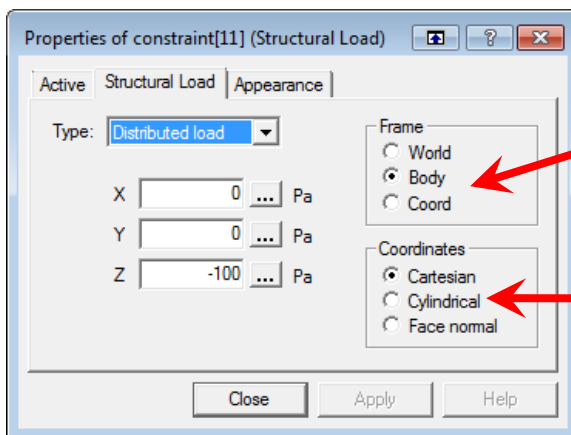 Properties of constraint[11] (Structural Load)
Active Structural Load Appearance
Type: Distributed load
X 0 ... Pa
Y 0 ... Pa
Z -100 ... Pa
Frame
World
Body
Coord
Coordinates
Cartesian
Cylindrical
Face normal
Close Apply Help